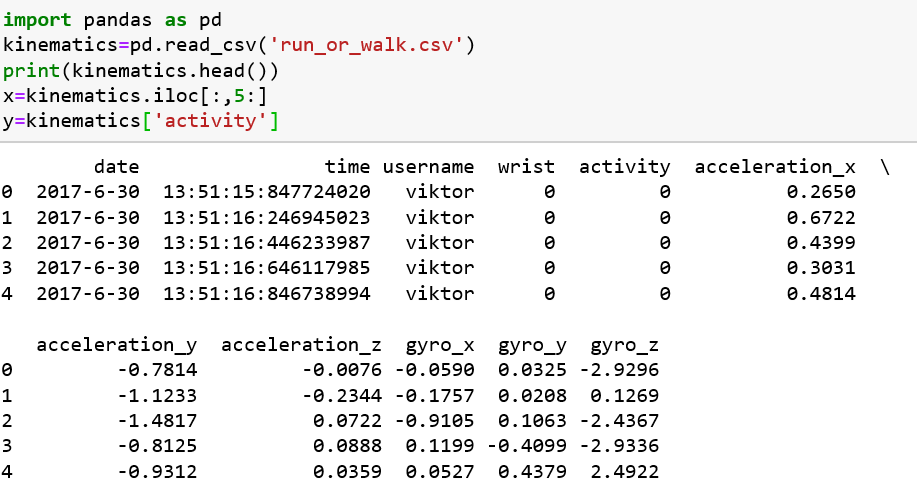 import pandas as pd
kinematics=pd.read_csv('run_or_walk.csv')
print(kinematics.head())
x=kinematics.iloc[:,5:]
y=kinematics['activity']
date time username wrist activity acceleration_x \
0 2017-6-30 13:51:15:847724020 viktor 0 0 0.2650
1 2017-6-30 13:51:16:246945023 viktor 0 0 0.6722
2 2017-6-30 13:51:16:446233987 viktor 0 0 0.4399
3 2017-6-30 13:51:16:646117985 viktor 0 0 0.3031
4 2017-6-30 13:51:16:846738994 viktor 0 0 0.4814
acceleration_y acceleration_z gyro_x gyro_y gyro_z
0 -0.7814 -0.0076 -0.0590 0.0325 -2.9296
1 -1.1233 -0.2344 -0.1757 0.0208 0.1269
2 -1.4817 0.0722 -0.9105 0.1063 -2.4367
3 -0.8125 0.0888 0.1199 -0.4099 -2.9336
4 -0.9312 0.0359 0.0527 0.4379 2.4922